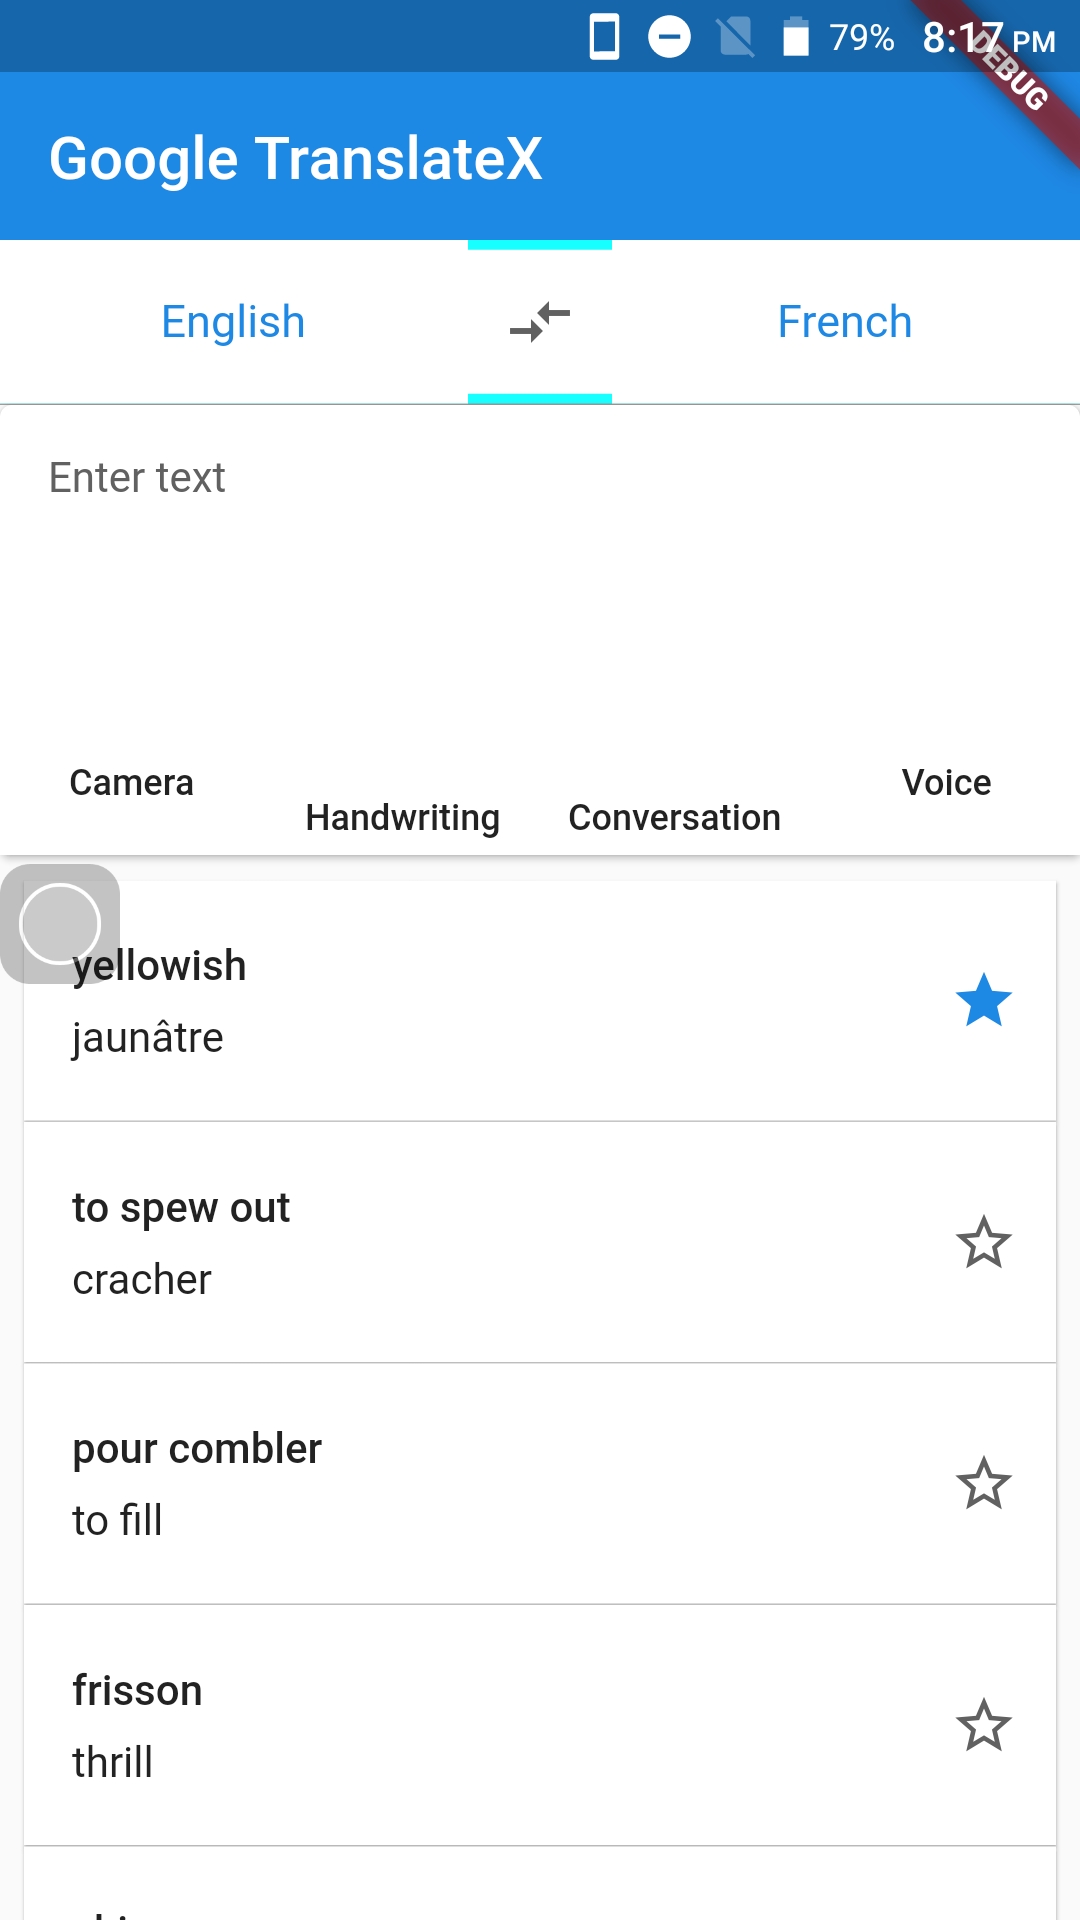 79% 8:17 PM
DEBUG
Google TranslateX
English French
Enter text
Camera Voice
Handwriting Conversation
yellowish
jaunâtre
to spew out
cracher
pour combler
to fill
frisson
thrill